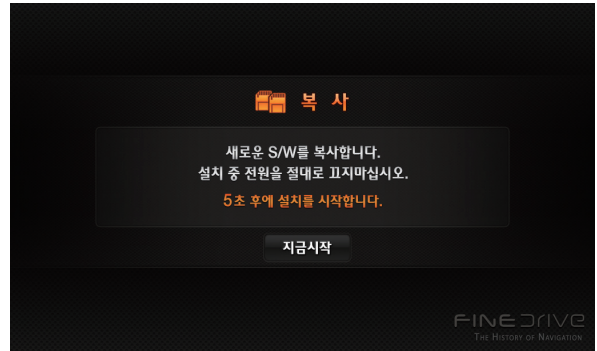 복 사
새로운 S/W를 복사합니다.
설치 중 전원을 절대로 끄지마십시오.
5초 후에 설치를 시작합니다.
지금시작
FINEDRIVE
THE HISTORY OF NAVIGATION